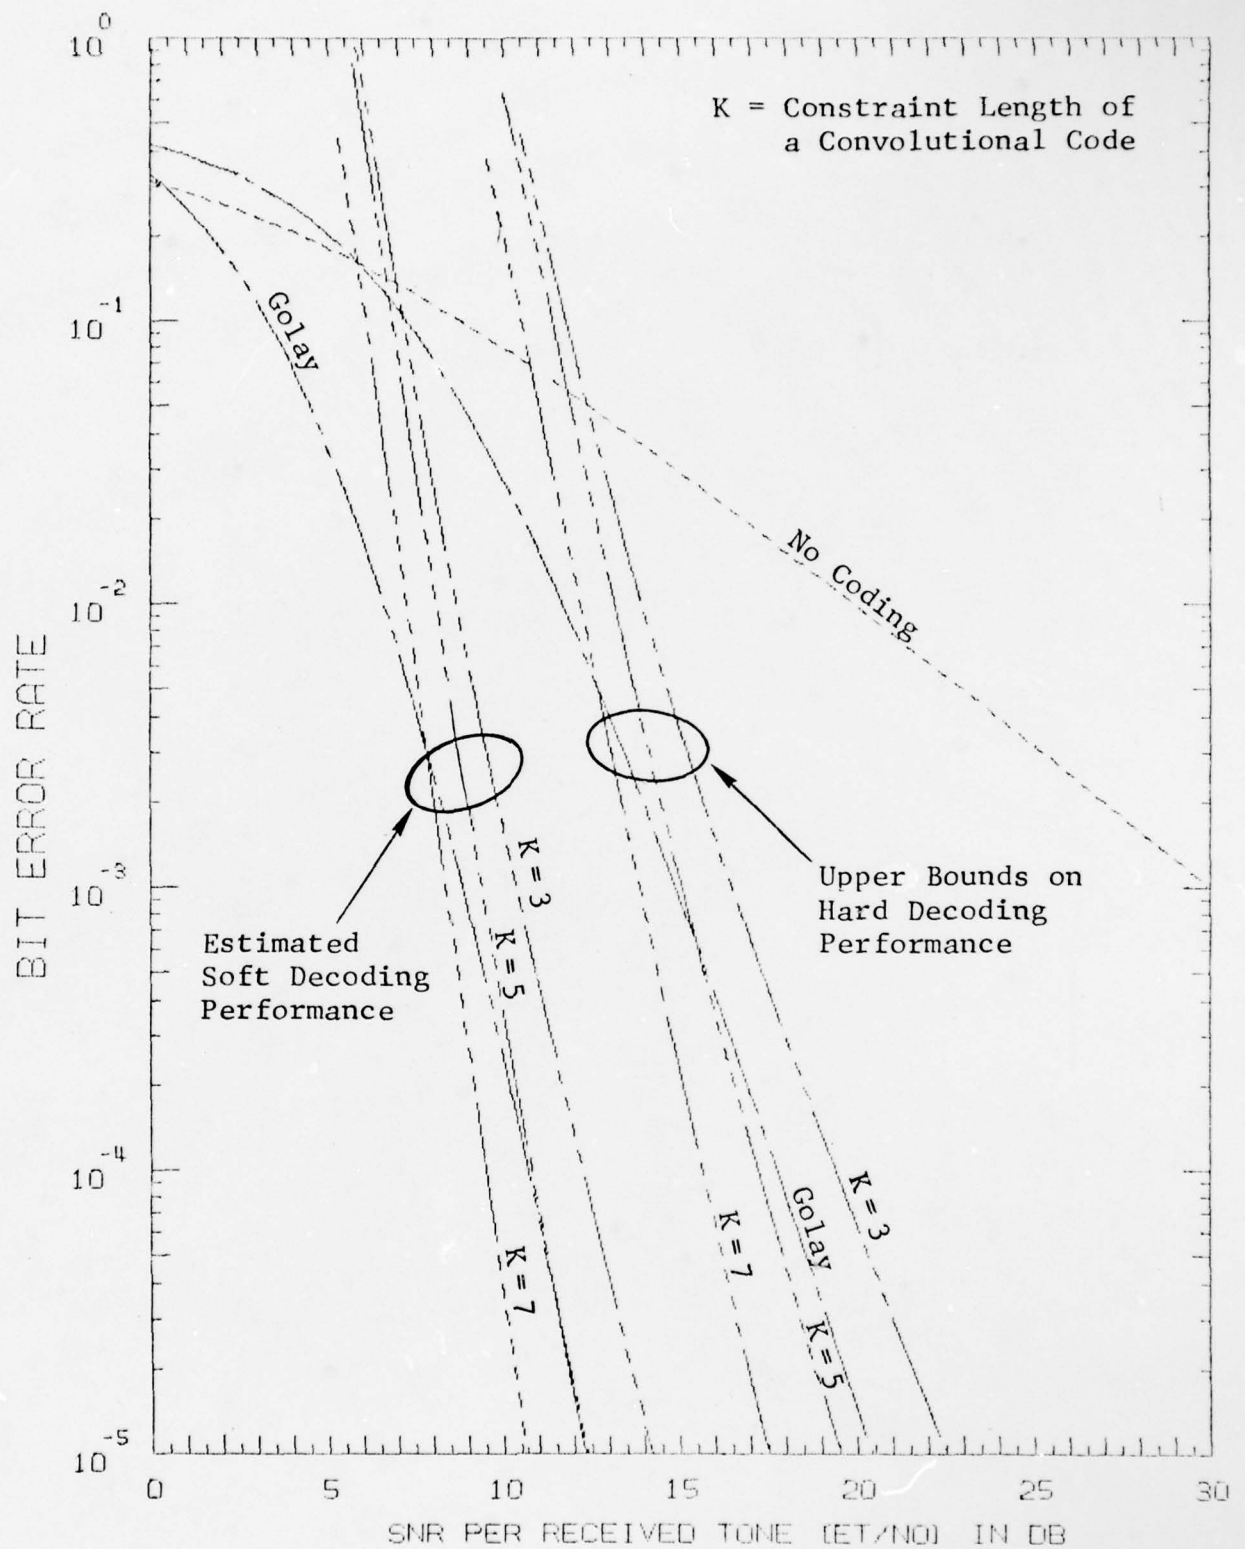 10^0
K = Constraint Length of
a Convolutional Code
10^-1
Golay
No Coding
10^-2
BIT ERROR RATE
10^-3
K = 3
K = 5
Estimated
Soft Decoding
Performance
Upper Bounds on
Hard Decoding
Performance
10^-4
K = 7
K = 7
Golay
K = 3
K = 5
10^-5
0 5 10 15 20 25 30
SNR PER RECEIVED TONE (ET/NO) IN DB